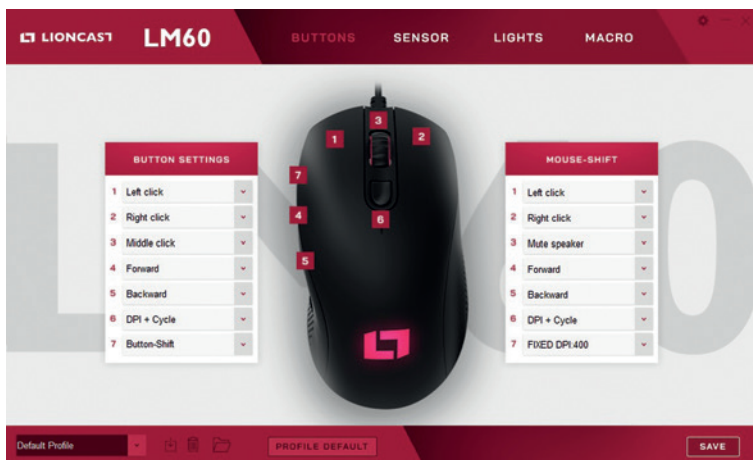 LIONCAST LM60 BUTTONS SENSOR LIGHTS MACRO
LM60
3
1
2
7
4
6
5
BUTTON SETTINGS
1 Left click
2 Right click
3 Middle click
4 Forward
5 Backward
6 DPI + Cycle
7 Button-Shift
MOUSE-SHIFT
1 Left click
2 Right click
3 Mute speaker
4 Forward
5 Backward
6 DPI + Cycle
7 FIXED DPI:400
Default Profile PROFILE DEFAULT SAVE